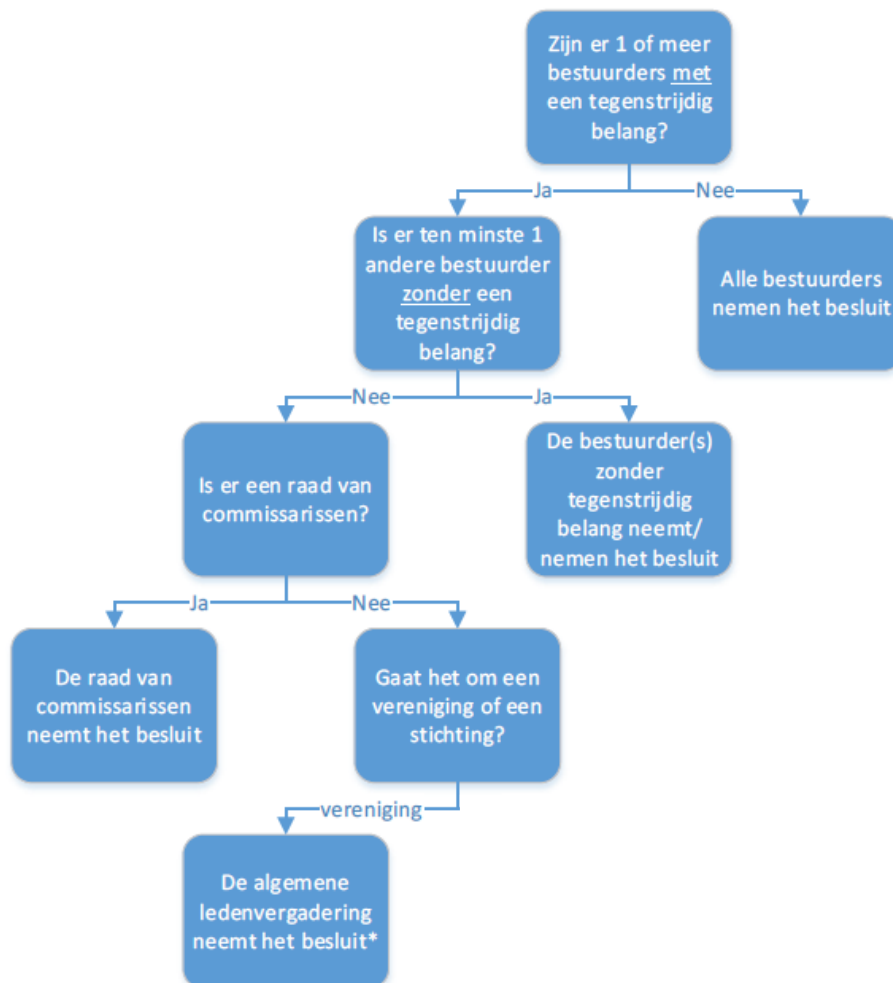 Zijn er 1 of meer
bestuurders met
een tegenstrijdig
belang?
Ja
Nee
Is er ten minste 1
andere bestuurder
zonder een
tegenstrijdig
belang?
Alle bestuurders
nemen het besluit
Nee
Ja
Is er een raad van
commissarissen?
De bestuurder(s)
zonder
tegenstrijdig
belang neemt/
nemen het besluit
Ja
Nee
De raad van
commissarissen
neemt het besluit
Gaat het om een
vereniging of een
stichting?
vereniging
De algemene
ledenvergadering
neemt het besluit*